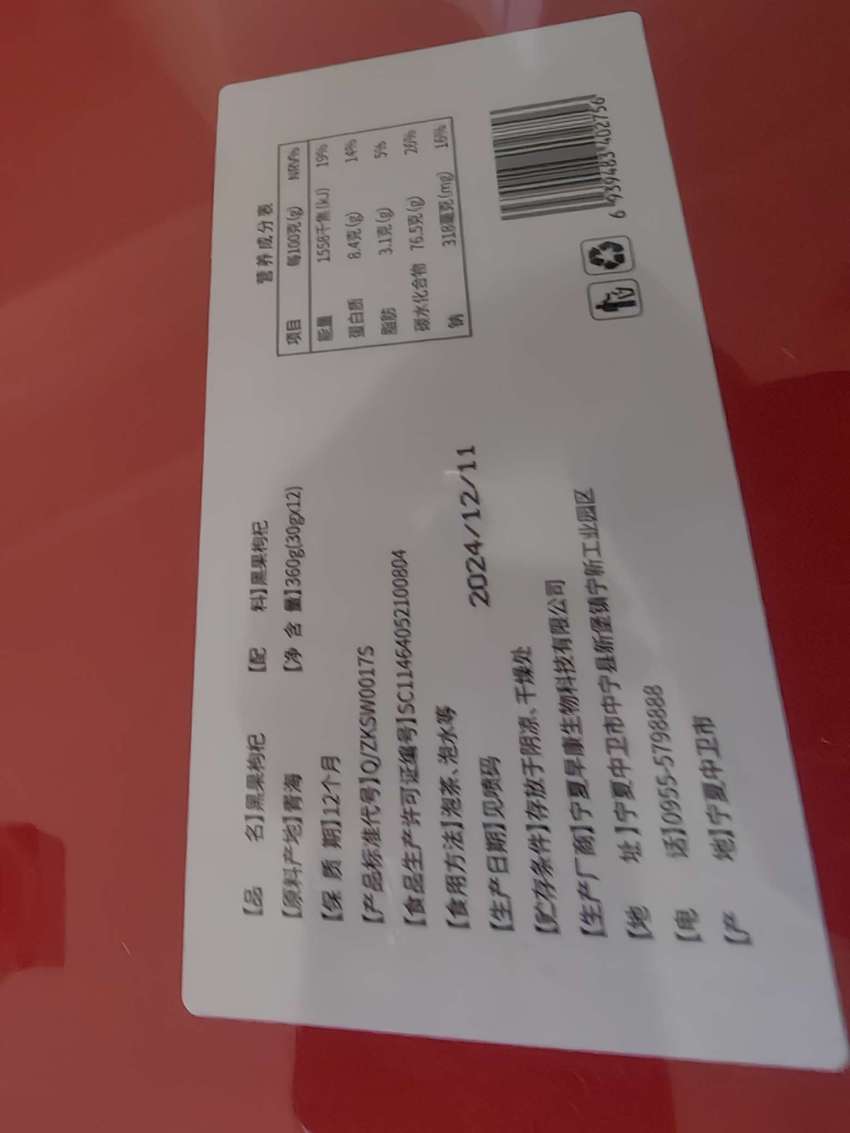 【品 名】黑果枸杞 【配 料】黑果枸杞
【原料产地】青海 【净 含 量】360g(30gx12)
【保 质 期】12个月
【产品标准代号】Q/ZKSW0017S
【食品生产许可证编号】SC11464052100804
【食用方法】泡茶、泡水等
【生产日期】见喷码 2024/12/11
【贮存条件】存放于阴凉、干燥处
【生产厂商】宁夏早康生物科技有限公司
【地 址】宁夏中卫市中宁县新堡镇宁新工业园区
【电 话】0955-5798888
【产 地】宁夏中卫市
营养成分表
项目 每100克(g) NRV%
能量 1558千焦(kJ) 19%
蛋白质 8.4克(g) 14%
脂肪 3.1克(g) 5%
碳水化合物 76.5克(g) 26%
钠 318毫克(mg) 16%
6 939483 402756